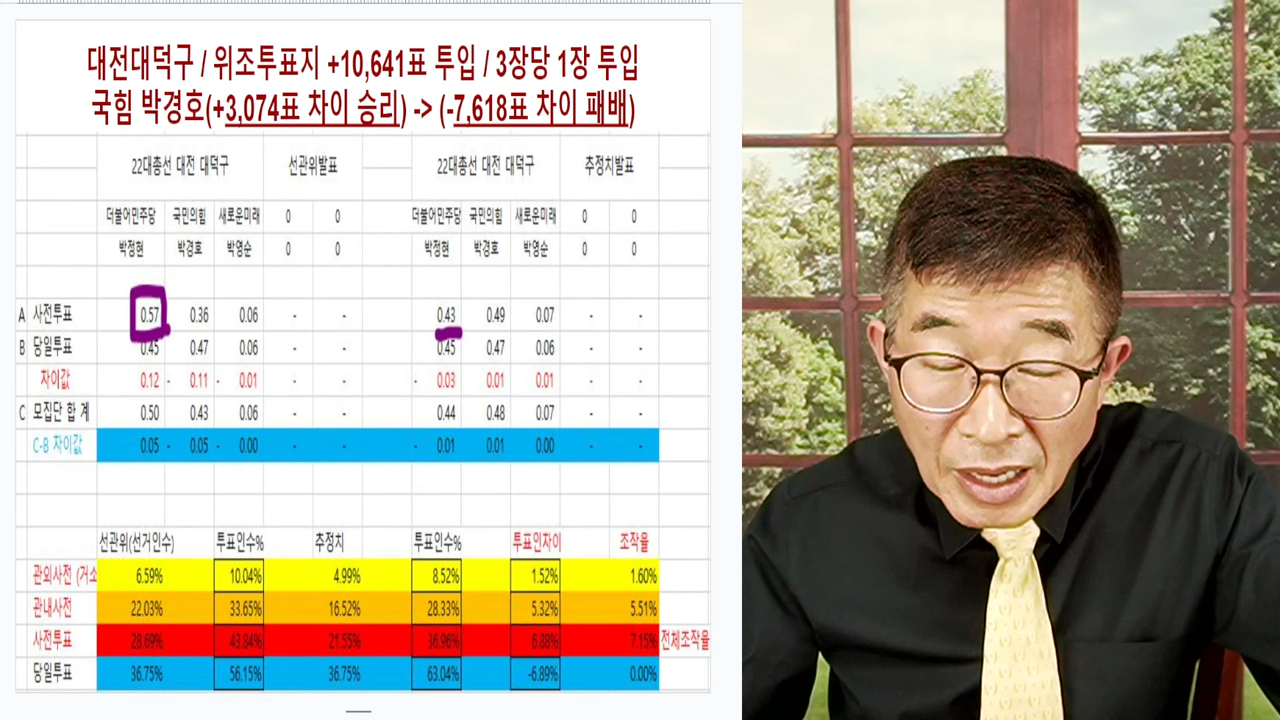 대전대덕구 / 위조투표지 +10,641표 투입 / 3장당 1장 투입
국힘 박경호(+3,074표 차이 승리) -> (-7,618표 차이 패배)
22대총선 대전 대덕구 선관위발표 22대총선 대전 대덕구 추정치발표
더불어민주당 국민의힘 새로운미래 0 0 더불어민주당 국민의힘 새로운미래 0 0
박정현 박경호 박영순 0 0 박정현 박경호 박영순 0 0
A 사전투표 0.57 0.36 0.06 - - 0.43 0.49 0.07 - -
B 당일투표 0.45 0.47 0.06 - - 0.45 0.47 0.06 - -
차이값 0.12 - 0.11 - 0.01 - - - 0.03 0.01 0.01 - -
C 모집단 합 계 0.50 0.43 0.06 - - 0.44 0.48 0.07 - -
C-B 차이값 0.05 - 0.05 - 0.00 - - - 0.01 0.01 0.00 - -
선관위(선거인수) 투표인수% 추정치 투표인수% 투표인차이 조작율
관외사전 (거소 6.59% 10.04% 4.99% 8.52% 1.52% 1.60%
관내사전 22.03% 33.65% 16.52% 28.33% 5.32% 5.51%
사전투표 28.69% 43.84% 21.55% 36.96% 6.88% 7.15% 전체조작율
당일투표 36.75% 56.15% 36.75% 63.04% -6.89% 0.00%